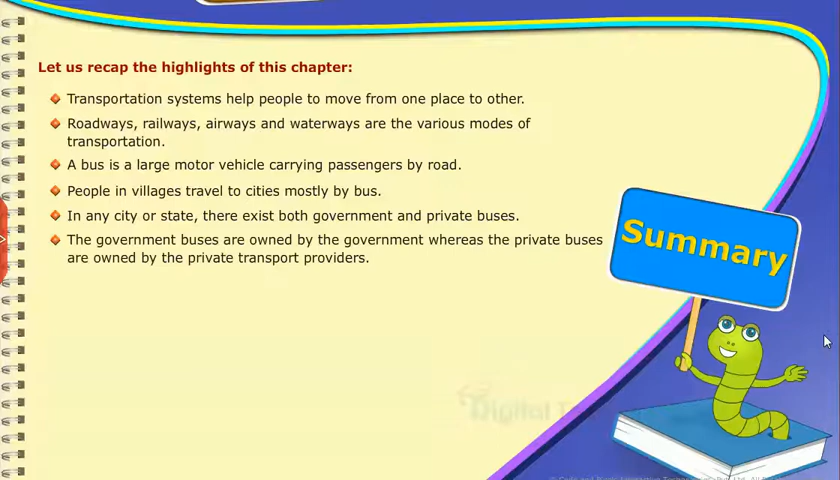 Let us recap the highlights of this chapter:
Transportation systems help people to move from one place to other.
Roadways, railways, airways and waterways are the various modes of
transportation.
A bus is a large motor vehicle carrying passengers by road.
People in villages travel to cities mostly by bus.
In any city or state, there exist both government and private buses.
The government buses are owned by the government whereas the private buses
are owned by the private transport providers.
Summary
Digital